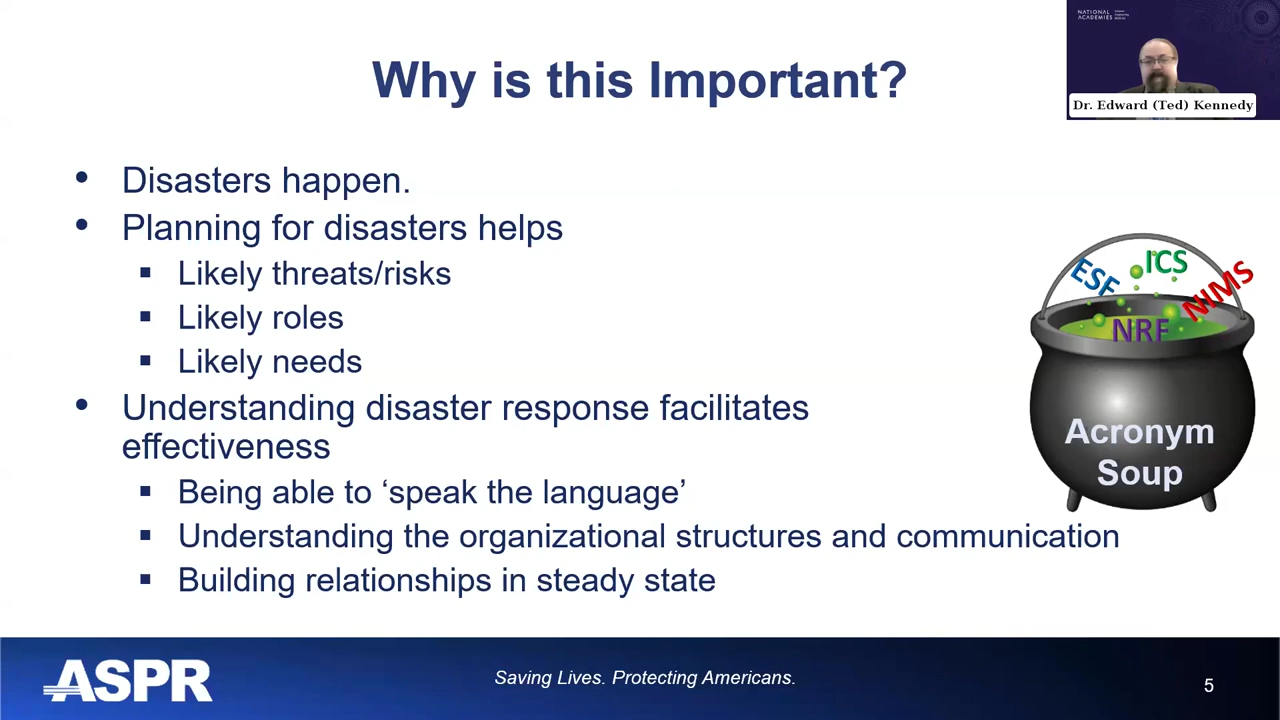 Why is this Important?
NATIONAL
ACADEMIES
Dr. Edward (Ted) Kennedy
• Disasters happen.
• Planning for disasters helps
▪ Likely threats/risks
▪ Likely roles
▪ Likely needs
• Understanding disaster response facilitates
effectiveness
▪ Being able to ‘speak the language’
▪ Understanding the organizational structures and communication
▪ Building relationships in steady state
ESF
ICS
NIMS
NRF
Acronym
Soup
ASPR
Saving Lives. Protecting Americans.
5